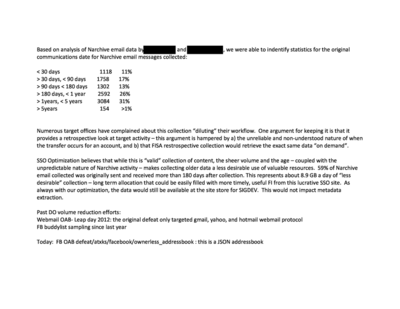 Based on analysis of Narchive email data by and , we were able to indentify statistics for the original
communications date for Narchive email messages collected:
< 30 days 1118 11%
> 30 days, < 90 days 1758 17%
> 90 days < 180 days 1302 13%
> 180 days, < 1 year 2592 26%
> 1years, < 5 years 3084 31%
> 5years 154 >1%
Numerous target offices have complained about this collection "diluting" their workflow. One argument for keeping it is that it
provides a retrospective look at target activity – this argument is hampered by a) the unreliable and non-understood nature of when
the transfer occurs for an account, and b) that FISA restrospective collection would retrieve the exact same data "on demand".
SSO Optimization believes that while this is "valid" collection of content, the sheer volume and the age – coupled with the
unpredictable nature of Narchive activity – makes collecting older data a less desirable use of valuable resources. 59% of Narchive
email collected was originally sent and received more than 180 days after collection. This represents about 8.9 GB a day of "less
desirable" collection – long term allocation that could be easily filled with more timely, useful FI from this lucrative SSO site. As
always with our optimization, the data would still be available at the site store for SIGDEV. This would not impact metadata
extraction.
Past DO volume reduction efforts:
Webmail OAB- Leap day 2012: the original defeat only targeted gmail, yahoo, and hotmail webmail protocol
FB buddylist sampling since last year
Today: FB OAB defeat/atxks/facebook/ownerless_addressbook : this is a JSON addressbook